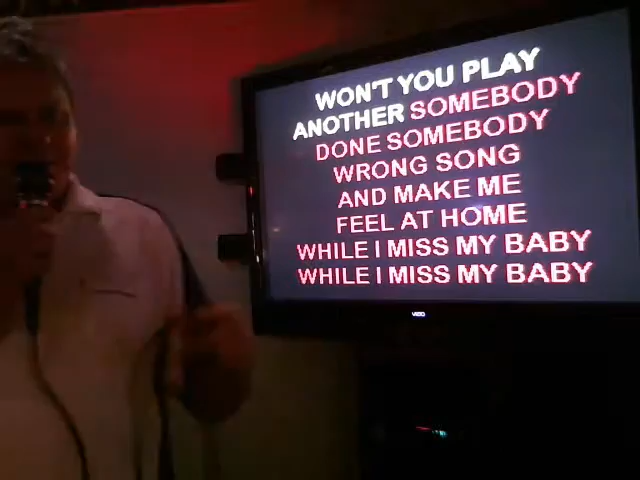 WON'T YOU PLAY
ANOTHER SOMEBODY
DONE SOMEBODY
WRONG SONG
AND MAKE ME
FEEL AT HOME
WHILE I MISS MY BABY
WHILE I MISS MY BABY
VIZIO